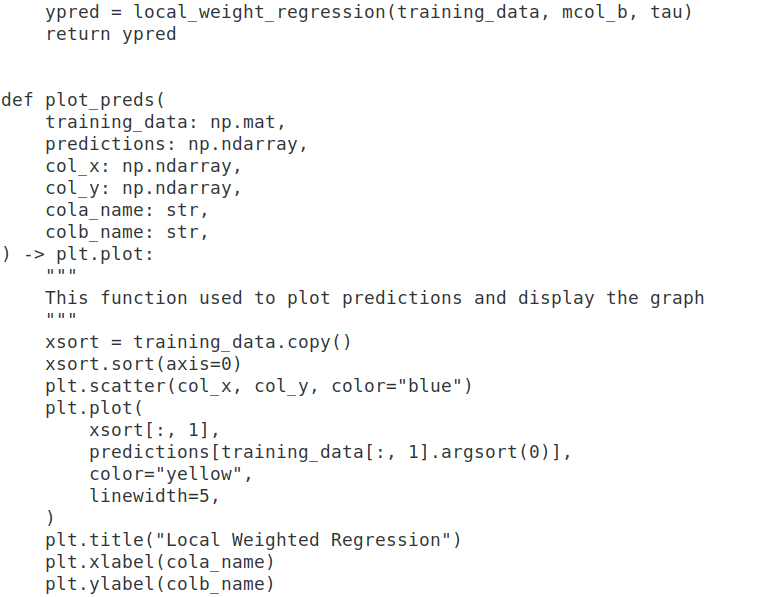 ypred = local_weight_regression(training_data, mcol_b, tau)
    return ypred


def plot_preds(
    training_data: np.mat,
    predictions: np.ndarray,
    col_x: np.ndarray,
    col_y: np.ndarray,
    cola_name: str,
    colb_name: str,
) -> plt.plot:
    """
    This function used to plot predictions and display the graph
    """
    xsort = training_data.copy()
    xsort.sort(axis=0)
    plt.scatter(col_x, col_y, color="blue")
    plt.plot(
        xsort[:, 1],
        predictions[training_data[:, 1].argsort(0)],
        color="yellow",
        linewidth=5,
    )
    plt.title("Local Weighted Regression")
    plt.xlabel(cola_name)
    plt.ylabel(colb_name)